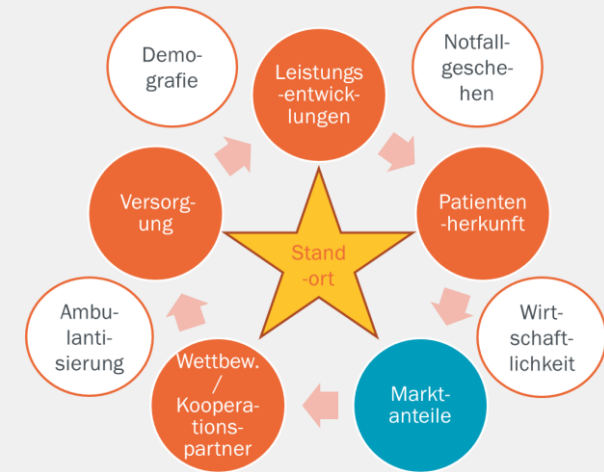 Demo-
grafie
Leistungs
-entwick-
lungen
Notfall-
gesche-
hen
Versorg-
ung
Patienten
-herkunft
Stand
-ort
Ambu-
lanti-
sierung
Wirt-
schaft-
lichkeit
Wettbew.
/
Koopera-
tions-
partner
Markt-
anteile